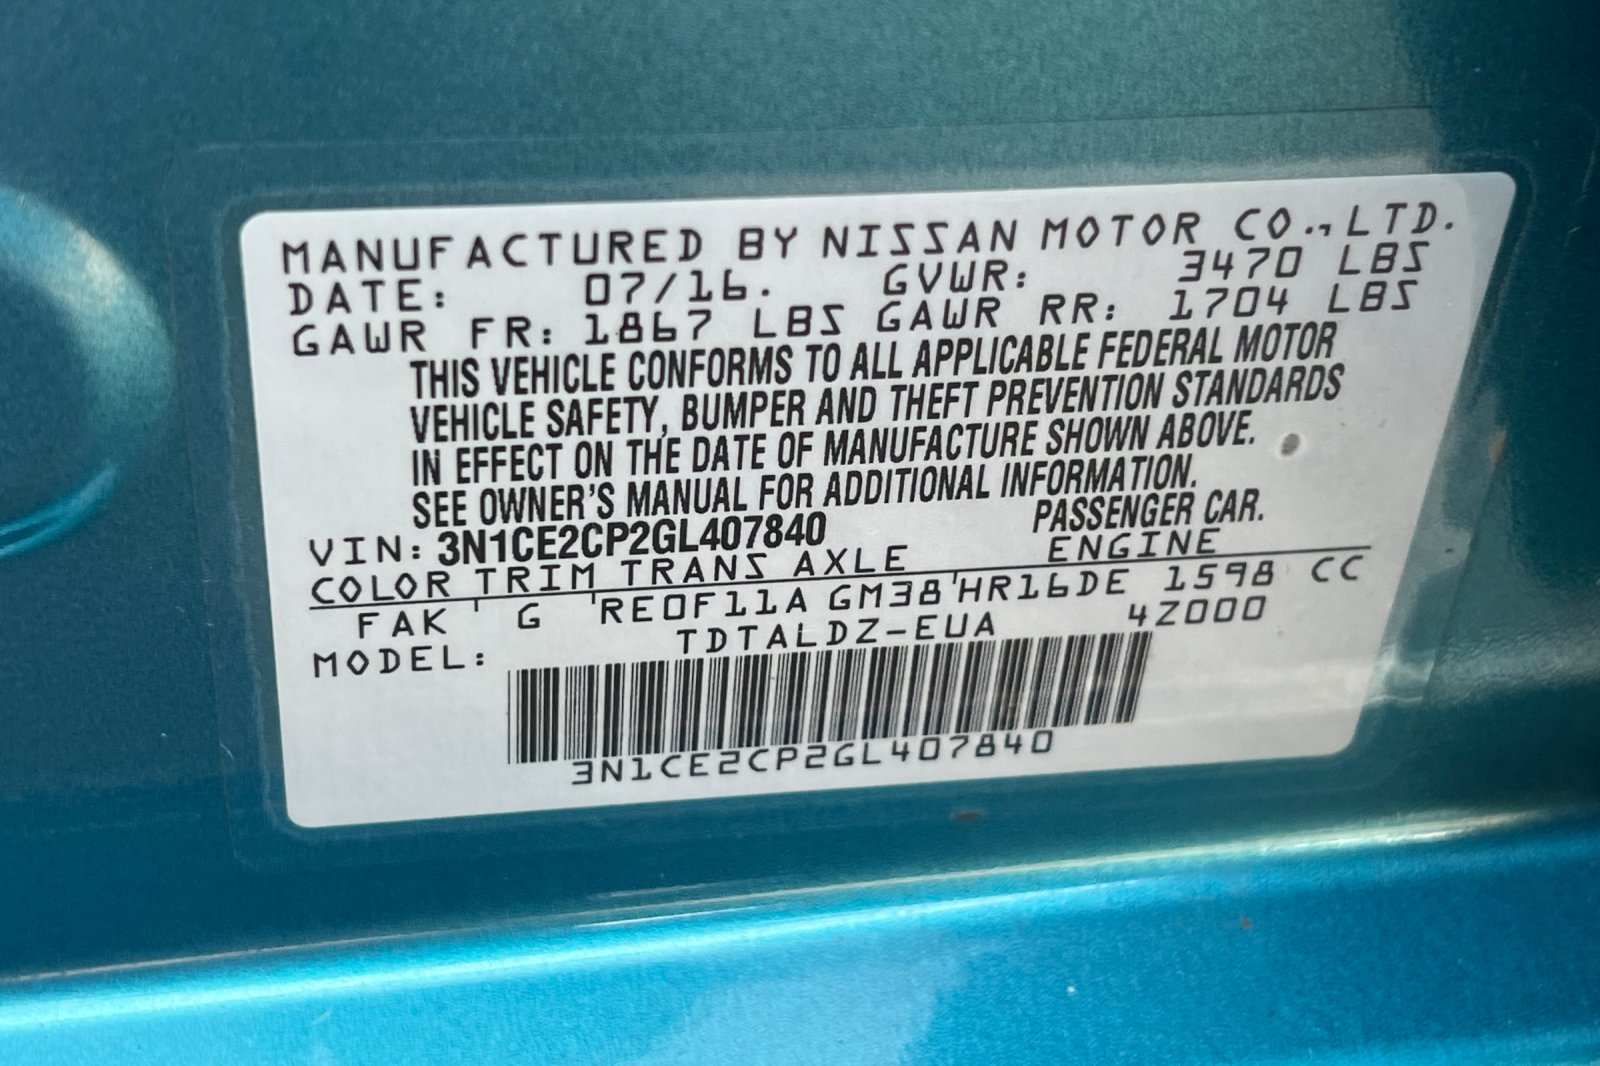 MANUFACTURED BY NISSAN MOTOR CO.,LTD.
DATE: 07/16. GVWR: 3470 LBS
GAWR FR: 1867 LBS GAWR RR: 1704 LBS
THIS VEHICLE CONFORMS TO ALL APPLICABLE FEDERAL MOTOR
VEHICLE SAFETY, BUMPER AND THEFT PREVENTION STANDARDS
IN EFFECT ON THE DATE OF MANUFACTURE SHOWN ABOVE.
SEE OWNER'S MANUAL FOR ADDITIONAL INFORMATION.
VIN: 3N1CE2CP2GL407840 PASSENGER CAR.
COLOR TRIM TRANS AXLE ENGINE
FAK G RE0F11A GM38 HR16DE 1598 CC
MODEL: TDTALDZ-EUA 4Z000
3N1CE2CP2GL407840